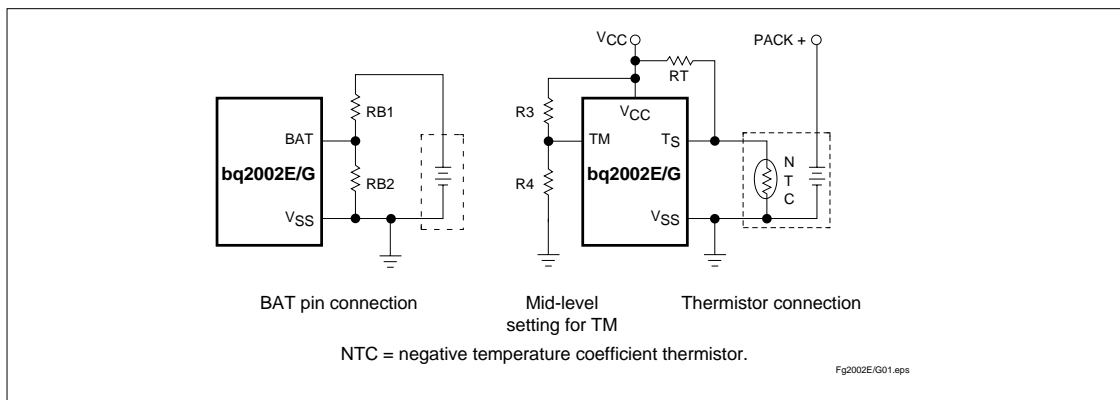 RB1
BAT
bq2002E/G
RB2
VSS
BAT pin connection
VCC
PACK +
RT
R3
VCC
TM
TS
bq2002E/G
R4
VSS
N
T
C
Mid-level
setting for TM
Thermistor connection
NTC = negative temperature coefficient thermistor.
Fg2002E/G01.eps